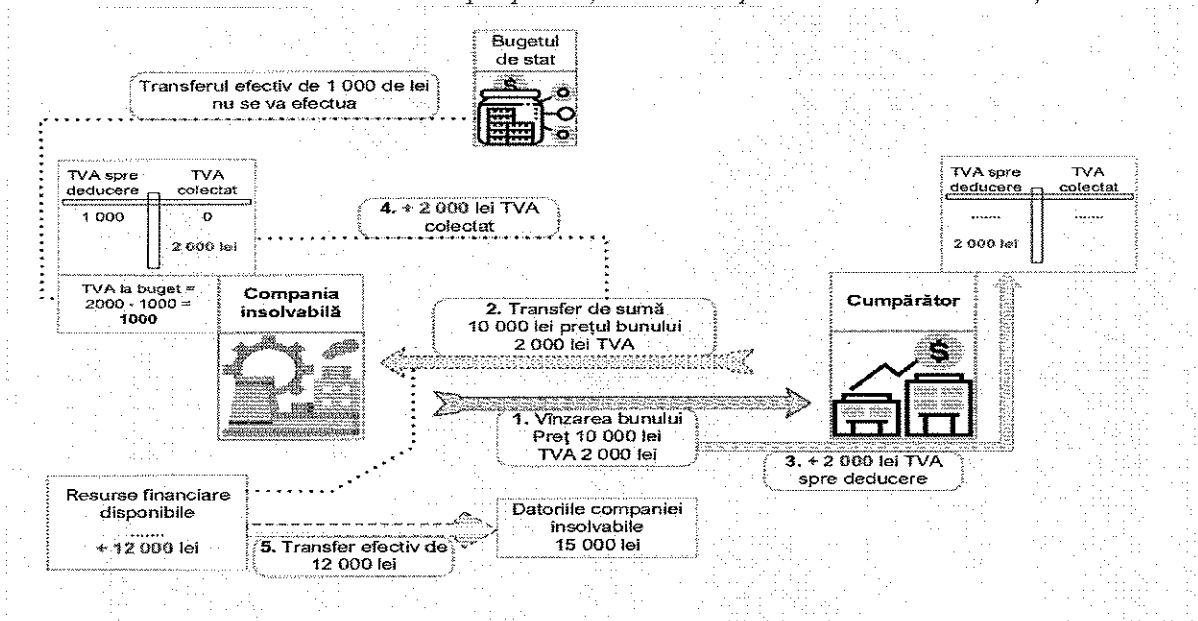 Bugetul
de stat
Transferul efectiv de 1 000 de lei
nu se va efectua
TVA spre
deducere
TVA
colectat
1 000
0
2 000 lei
TVA la buget =
2000 - 1000 =
1000
4. + 2 000 lei TVA
colectat
TVA spre
deducere
TVA
colectat
.......
.......
2 000 lei
Compania
insolvabilă
2. Transfer de sumă
10 000 lei prețul bunului
2 000 lei TVA
Cumpărător
1. Vînzarea bunului
Preț 10 000 lei
TVA 2 000 lei
3. + 2 000 lei TVA
spre deducere
Resurse financiare
disponibile
.......
+ 12 000 lei
5. Transfer efectiv de
12 000 lei
Datoriile companiei
insolvabile
15 000 lei